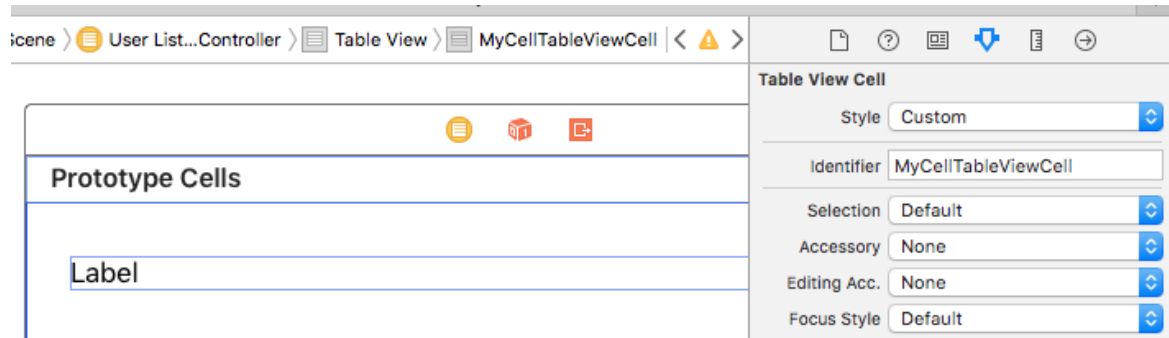 Scene User List...Controller Table View MyCellTableViewCell
Table View Cell
Style Custom
Prototype Cells
Identifier MyCellTableViewCell
Selection Default
Label
Accessory None
Editing Acc. None
Focus Style Default